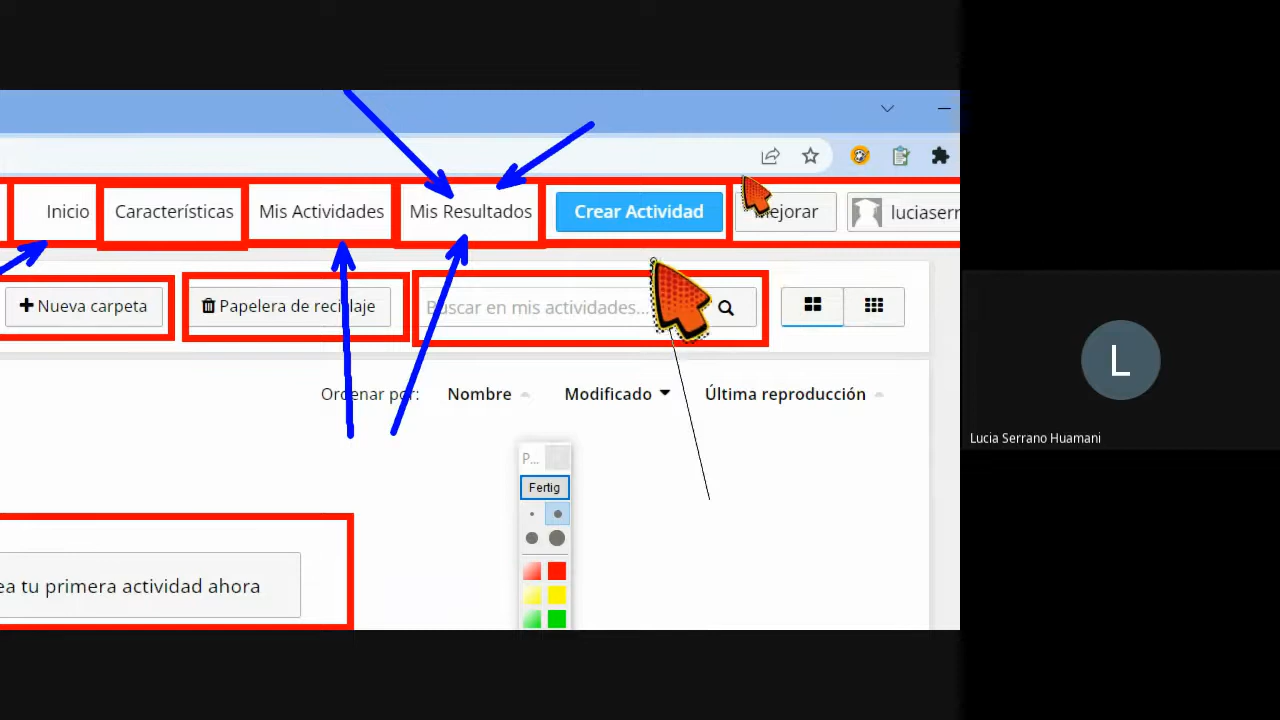 Inicio
Características
Mis Actividades
Mis Resultados
Crear Actividad
Mejorar
luciaserr
Nueva carpeta
Papelera de reciclaje
Buscar en mis actividades...
Ordenar por:
Nombre
Modificado
Última reproducción
P...
Fertig
ea tu primera actividad ahora
L
Lucia Serrano Huamani